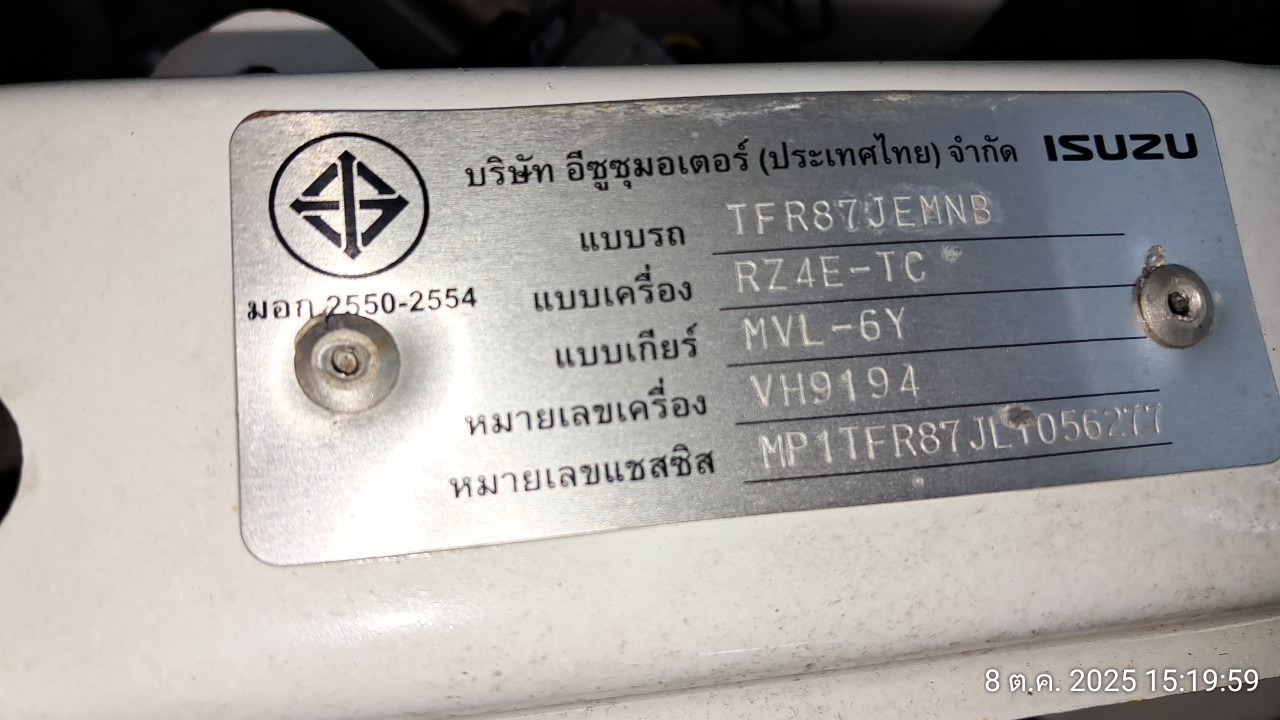 บริษัท อีซูซุมอเตอร์ (ประเทศไทย) จำกัด ISUZU
แบบรถ TFR87JEMNB
มอก 2550-2554
แบบเครื่อง RZ4E-TC
แบบเกียร์ MVL-6Y
หมายเลขเครื่อง VH9194
หมายเลขแชสซิส MP1TFR87JLT056277
8 ต.ค. 2025 15:19:59